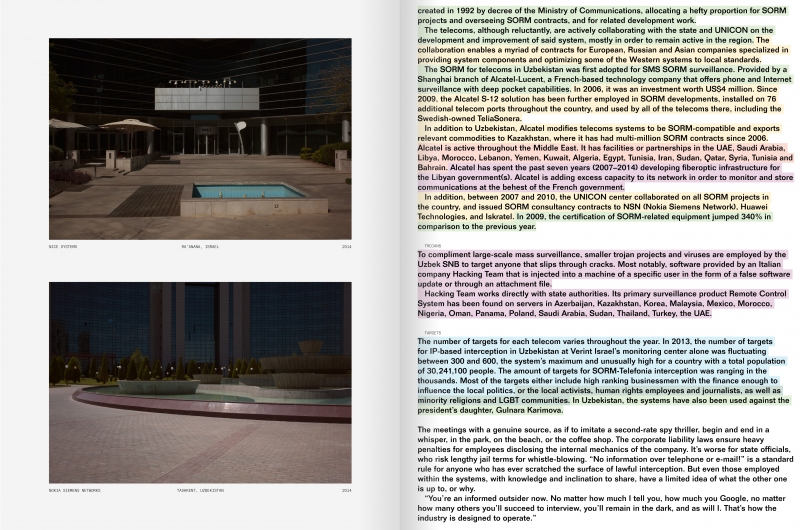 NICE SYSTEMS RA'ANANA, ISRAEL 2014
NOKIA SIEMENS NETWORKS TASHKENT, UZBEKISTAN 2014
created in 1992 by decree of the Ministry of Communications, allocating a hefty proportion for SORM
projects and overseeing SORM contracts, and for related development work.
The telecoms, although reluctantly, are actively collaborating with the state and UNICON on the
development and improvement of said system, mostly in order to remain active in the region. The
collaboration enables a myriad of contracts for European, Russian and Asian companies specialized in
providing system components and optimizing some of the Western systems to local standards.
The SORM for telecoms in Uzbekistan was first adopted for SMS SORM surveillance. Provided by a
Shanghai branch of Alcatel-Lucent, a French-based technology company that offers phone and Internet
surveillance with deep pocket capabilities. In 2006, it was an investment worth US$4 million. Since
2009, the Alcatel S-12 solution has been further employed in SORM developments, installed on 76
additional telecom ports throughout the country, and used by all of the telecoms there, including the
Swedish-owned TeliaSonera.
In addition to Uzbekistan, Alcatel modifies telecoms systems to be SORM-compatible and exports
relevant commodities to Kazakhstan, where it has had multi-million SORM contracts since 2006.
Alcatel is active throughout the Middle East. It has facilities or partnerships in the UAE, Saudi Arabia,
Libya, Morocco, Lebanon, Yemen, Kuwait, Algeria, Egypt, Tunisia, Iran, Sudan, Qatar, Syria, Tunisia and
Bahrain. Alcatel has spent the past seven years (2007–2014) developing fiberoptic infrastructure for
the Libyan government(s). Alcatel is adding excess capacity to its network in order to monitor and store
communications at the behest of the French government.
In addition, between 2007 and 2010, the UNICON center collaborated on all SORM projects in
the country, and issued SORM consultancy contracts to NSN (Nokia Siemens Network), Huawei
Technologies, and Iskratel. In 2009, the certification of SORM-related equipment jumped 340% in
comparison to the previous year.
TROJANS
To compliment large-scale mass surveillance, smaller trojan projects and viruses are employed by the
Uzbek SNB to target anyone that slips through cracks. Most notably, software provided by an Italian
company Hacking Team that is injected into a machine of a specific user in the form of a false software
update or through an attachment file.
Hacking Team works directly with state authorities. Its primary surveillance product Remote Control
System has been found on servers in Azerbaijan, Kazakhstan, Korea, Malaysia, Mexico, Morocco,
Nigeria, Oman, Panama, Poland, Saudi Arabia, Sudan, Thailand, Turkey, the UAE.
TARGETS
The number of targets for each telecom varies throughout the year. In 2013, the number of targets
for IP-based interception in Uzbekistan at Verint Israel's monitoring center alone was fluctuating
between 300 and 600, the system's maximum and unusually high for a country with a total population
of 30,241,100 people. The amount of targets for SORM-Telefonia interception was ranging in the
thousands. Most of the targets either include high ranking businessmen with the finance enough to
influence the local politics, or the local activists, human rights employees and journalists, as well as
minority religions and LGBT communities. In Uzbekistan, the systems have also been used against the
president's daughter, Gulnara Karimova.
The meetings with a genuine source, as if to imitate a second-rate spy thriller, begin and end in a
whisper, in the park, on the beach, or the coffee shop. The corporate liability laws ensure heavy
penalties for employees disclosing the internal mechanics of the company. It's worse for state officials,
who risk lengthy jail terms for whistle-blowing. "No information over telephone or e-mail!" is a standard
rule for anyone who has ever scratched the surface of lawful interception. But even those employed
within the systems, with knowledge and inclination to share, have a limited idea of what the other one
is up to, or why.
"You're an informed outsider now. No matter how much I tell you, how much you Google, no matter
how many others you'll succeed to interview, you'll remain in the dark, and as will I. That's how the
industry is designed to operate."